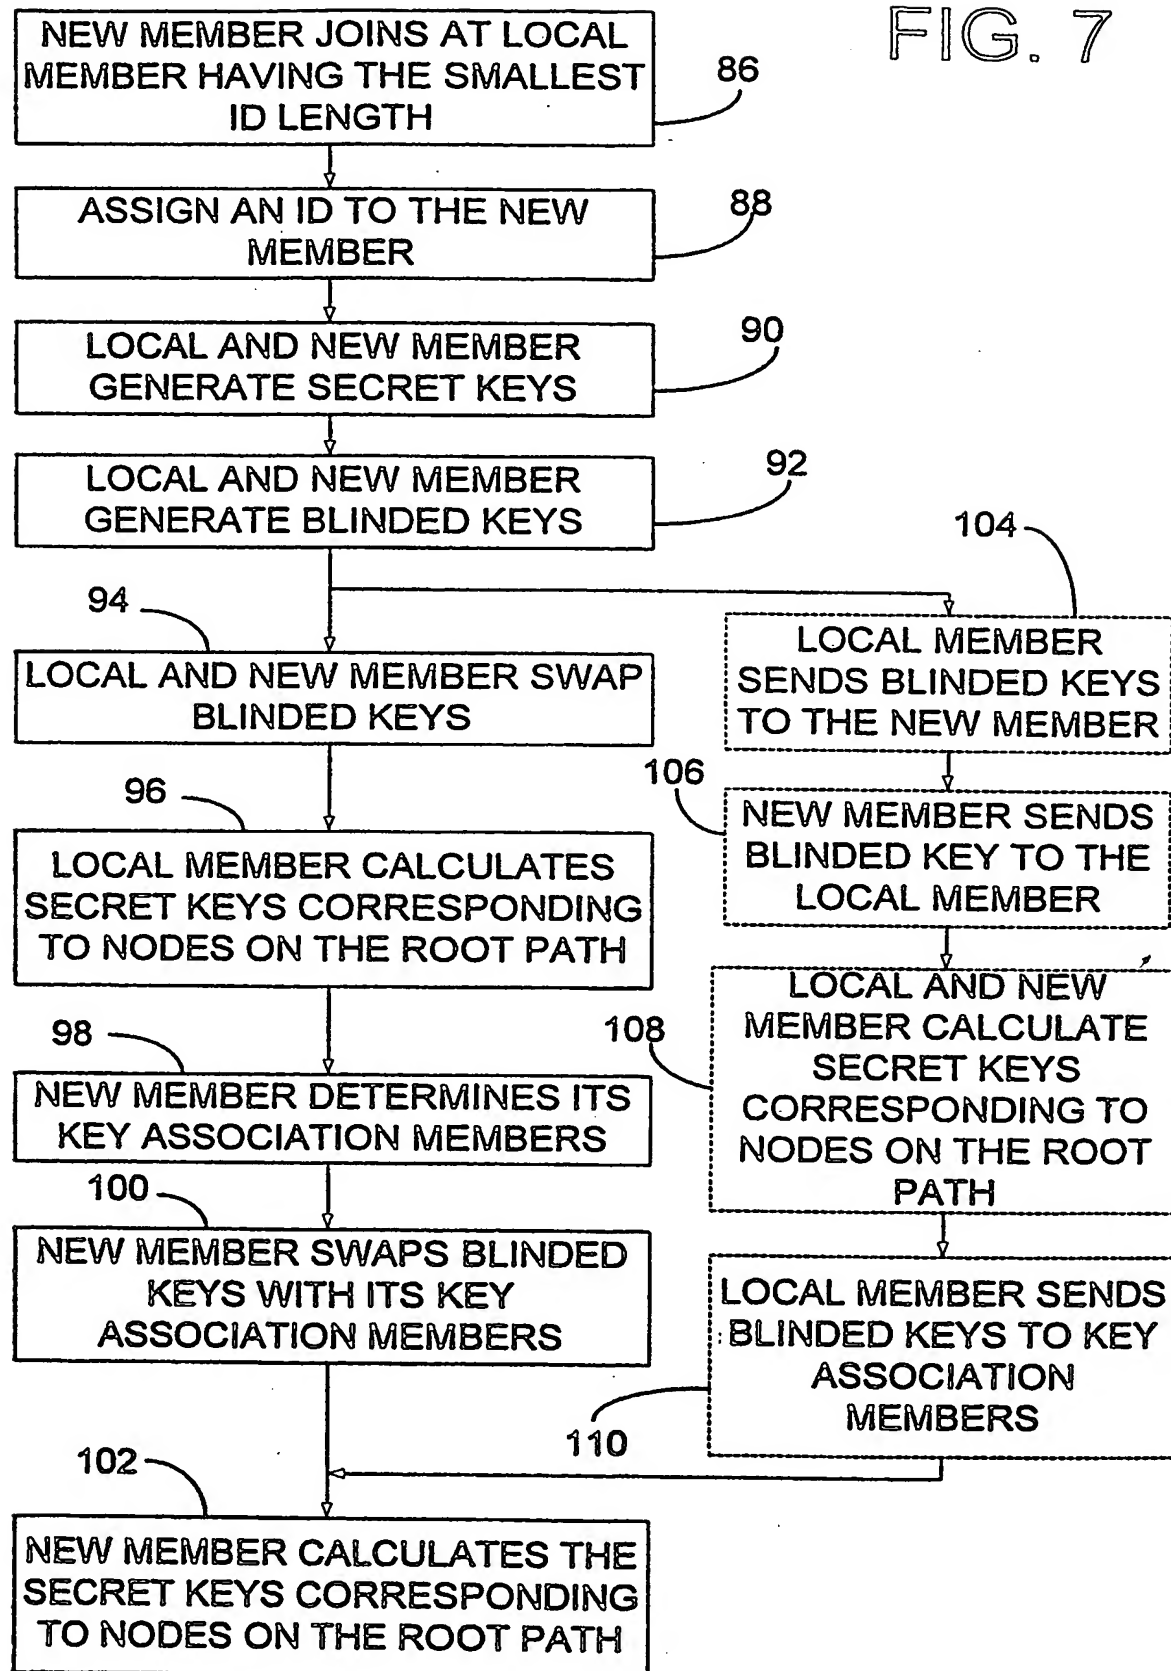 FIG. 7
NEW MEMBER JOINS AT LOCAL
MEMBER HAVING THE SMALLEST
ID LENGTH
86
ASSIGN AN ID TO THE NEW
MEMBER
88
LOCAL AND NEW MEMBER
GENERATE SECRET KEYS
90
LOCAL AND NEW MEMBER
GENERATE BLINDED KEYS
92
94
LOCAL AND NEW MEMBER SWAP
BLINDED KEYS
96
LOCAL MEMBER CALCULATES
SECRET KEYS CORRESPONDING
TO NODES ON THE ROOT PATH
98
NEW MEMBER DETERMINES ITS
KEY ASSOCIATION MEMBERS
100
NEW MEMBER SWAPS BLINDED
KEYS WITH ITS KEY
ASSOCIATION MEMBERS
104
LOCAL MEMBER
SENDS BLINDED KEYS
TO THE NEW MEMBER
106
NEW MEMBER SENDS
BLINDED KEY TO THE
LOCAL MEMBER
108
LOCAL AND NEW
MEMBER CALCULATE
SECRET KEYS
CORRESPONDING TO
NODES ON THE ROOT
PATH
LOCAL MEMBER SENDS
BLINDED KEYS TO KEY
ASSOCIATION
MEMBERS
110
102
NEW MEMBER CALCULATES THE
SECRET KEYS CORRESPONDING
TO NODES ON THE ROOT PATH